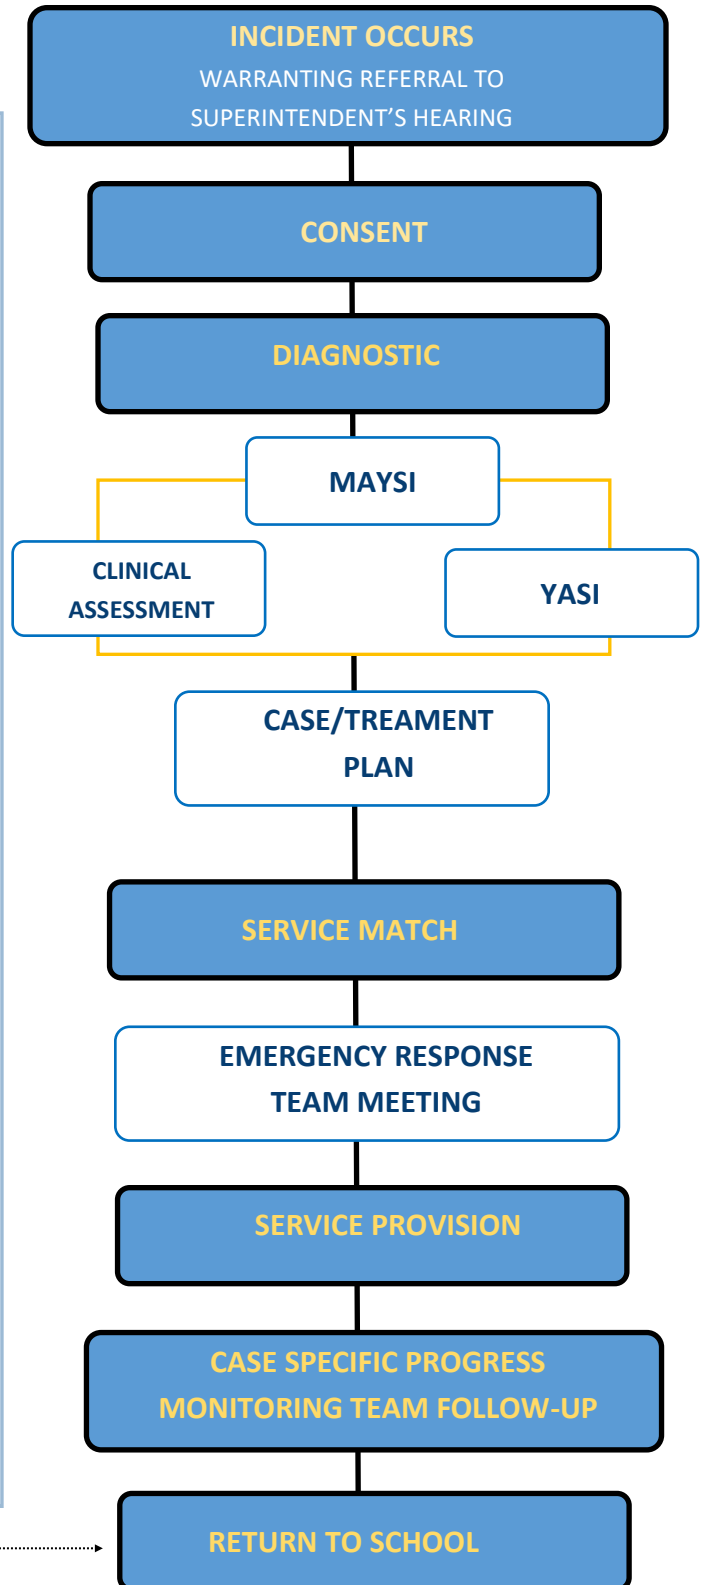 INCIDENT OCCURS
WARRANTING REFERRAL TO
SUPERINTENDENT'S HEARING
CONSENT
DIAGNOSTIC
MAYSI
CLINICAL
ASSESSMENT
YASI
CASE/TREAMENT
PLAN
SERVICE MATCH
EMERGENCY RESPONSE
TEAM MEETING
SERVICE PROVISION
CASE SPECIFIC PROGRESS
MONITORING TEAM FOLLOW-UP
RETURN TO SCHOOL